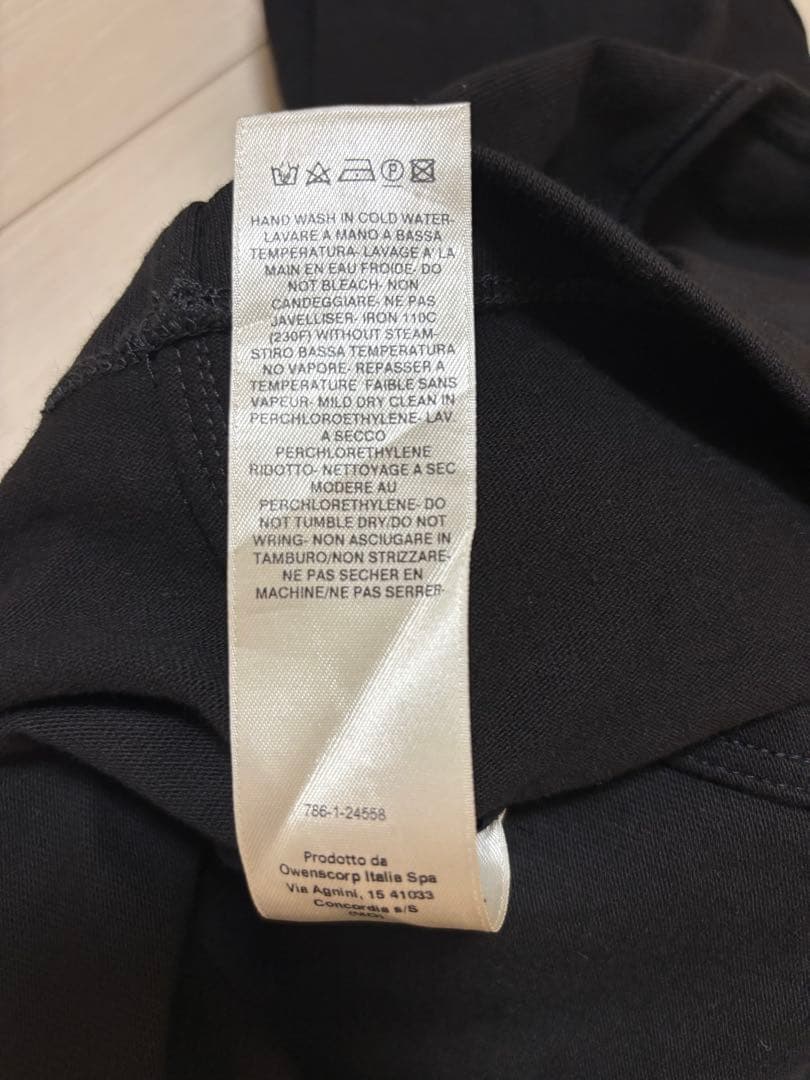 HAND WASH IN COLD WATER-
LAVARE A MANO A BASSA
TEMPERATURA- LAVAGE A LA
MAIN EN EAU FROIDE- DO
NOT BLEACH- NON
CANDEGGIARE- NE PAS
JAVELLISER- IRON 110C
(230F) WITHOUT STEAM-
STIRO BASSA TEMPERATURA
NO VAPORE- REPASSER A
TEMPERATURE FAIBLE SANS
VAPEUR- MILD DRY CLEAN IN
PERCHLOROETHYLENE- LAV.
A SECCO
PERCHLORETHYLENE
RIDOTTO- NETTOYAGE A SEC
MODERE AU
PERCHLORETHYLENE- DO
NOT TUMBLE DRY/DO NOT
WRING- NON ASCIUGARE IN
TAMBURO/NON STRIZZARE-
NE PAS SECHER EN
MACHINE/NE PAS SERRER-
786-1-24558
Prodotto da
Owenscorp Italia Spa
Via Agnini, 15 41033
Concordia s/S
(MO)